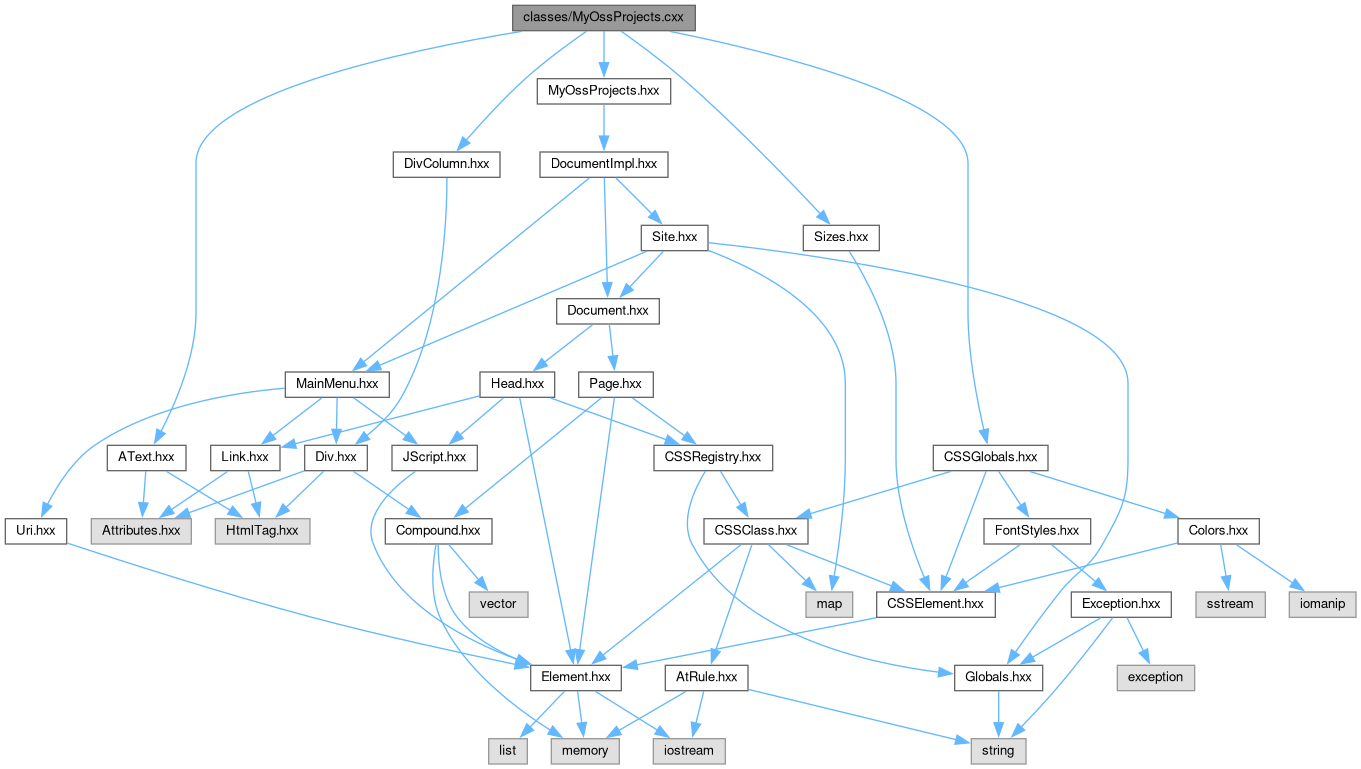 classes/MyOssProjects.cxx
MyOssProjects.hxx
DivColumn.hxx
DocumentImpl.hxx
Site.hxx
Sizes.hxx
Document.hxx
MainMenu.hxx
Head.hxx
Page.hxx
AText.hxx
Link.hxx
Div.hxx
JScript.hxx
CSSRegistry.hxx
CSSGlobals.hxx
Uri.hxx
Attributes.hxx
HtmlTag.hxx
Compound.hxx
CSSClass.hxx
FontStyles.hxx
Colors.hxx
vector
map
CSSElement.hxx
Exception.hxx
sstream
iomanip
Element.hxx
AtRule.hxx
Globals.hxx
exception
list
memory
iostream
string